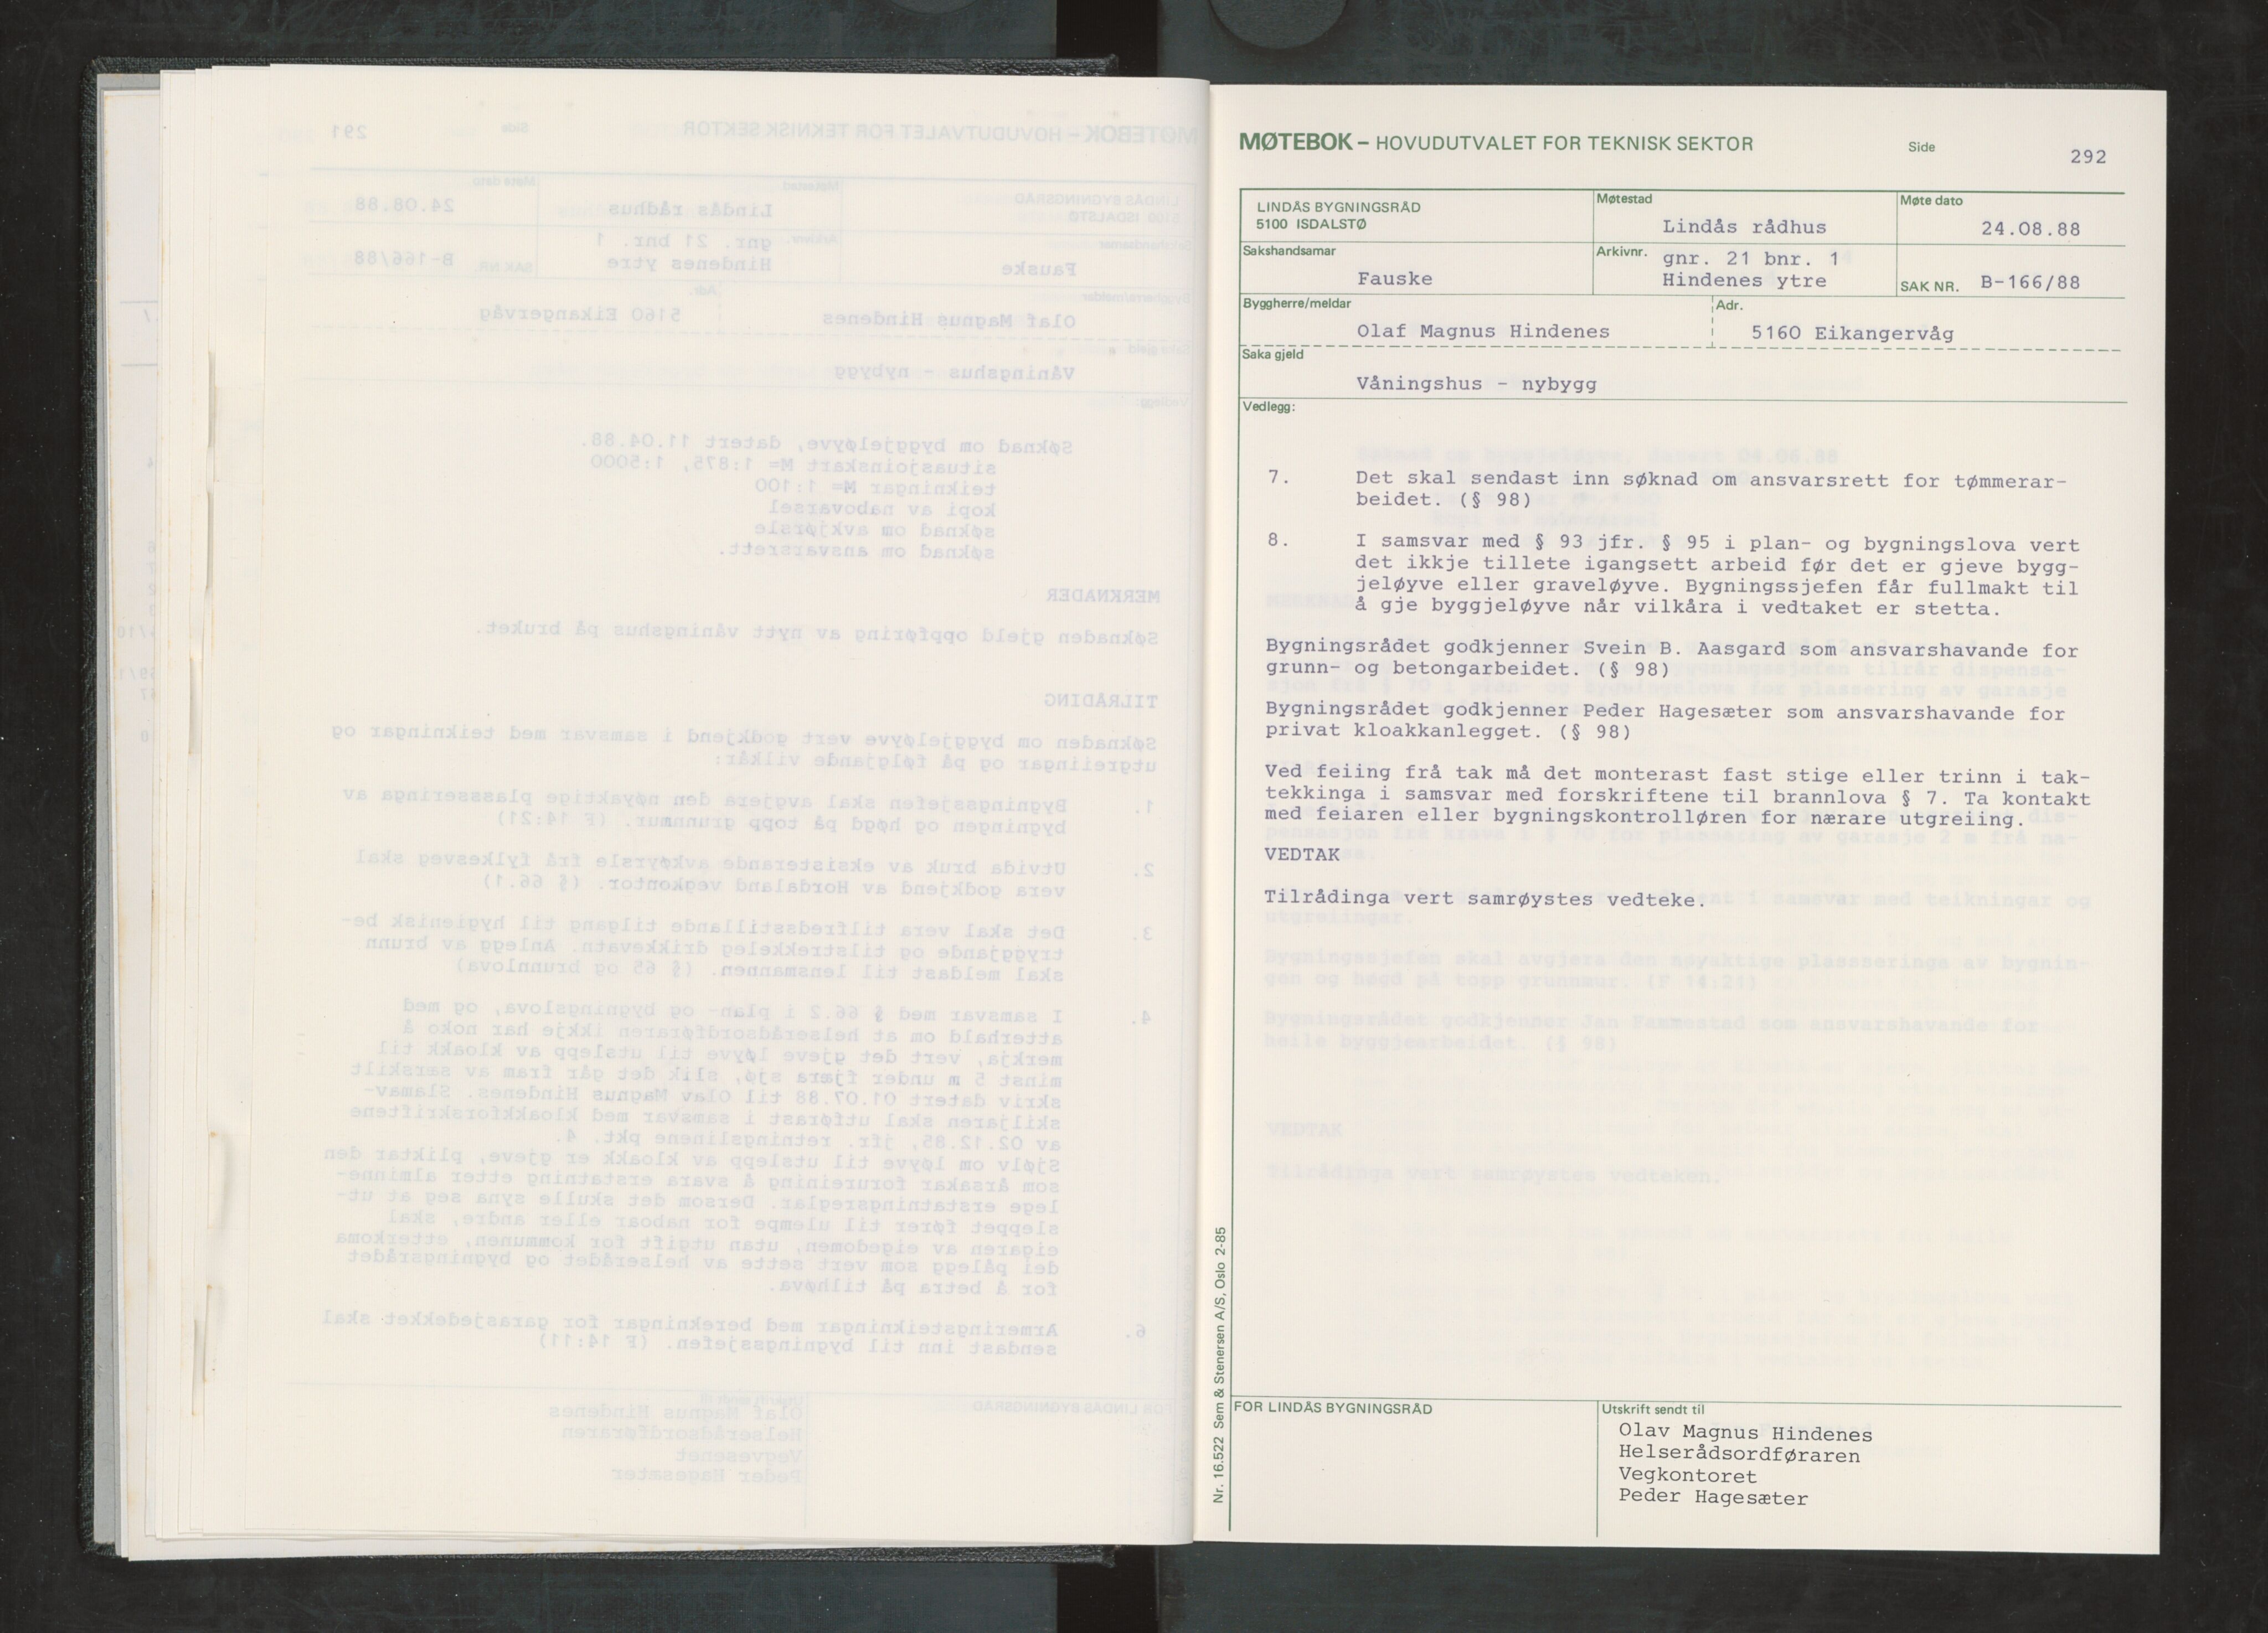 MØTEBOK – HOVUDUTVALET FOR TEKNISK SEKTOR
Side
292
LINDÅS BYGNINGSRÅD
5100 ISDALSTØ
Møtestad
Lindås rådhus
Møte dato
24.08.88
Sakshandsamar
Fauske
Arkivnr.
gnr. 21 bnr. 1
Hindenes ytre
SAK NR. B-166/88
Byggherre/meldar
Olaf Magnus Hindenes
Adr.
5160 Eikangervåg
Saka gjeld
Våningshus - nybygg
Vedlegg:
7. Det skal sendast inn søknad om ansvarsrett for tømmerar-
beidet. (§ 98)
8. I samsvar med § 93 jfr. § 95 i plan- og bygningslova vert
det ikkje tillete igangsett arbeid før det er gjeve bygg-
jeløyve eller graveløyve. Bygningssjefen får fullmakt til
å gje byggjeløyve når vilkåra i vedtaket er stetta.
Bygningsrådet godkjenner Svein B. Aasgard som ansvarshavande for
grunn- og betongarbeidet. (§ 98)
Bygningsrådet godkjenner Peder Hagesæter som ansvarshavande for
privat kloakkanlegget. (§ 98)
Ved feiing frå tak må det monterast fast stige eller trinn i tak-
tekkinga i samsvar med forskriftene til brannlova § 7. Ta kontakt
med feiaren eller bygningskontrolløren for nærare utgreiing.
VEDTAK
Tilrådinga vert samrøystes vedteke.
FOR LINDÅS BYGNINGSRÅD
Utskrift sendt til
Olav Magnus Hindenes
Helserådsordføraren
Vegkontoret
Peder Hagesæter
Nr. 16.522 Sem & Stenersen A/S, Oslo 2-85